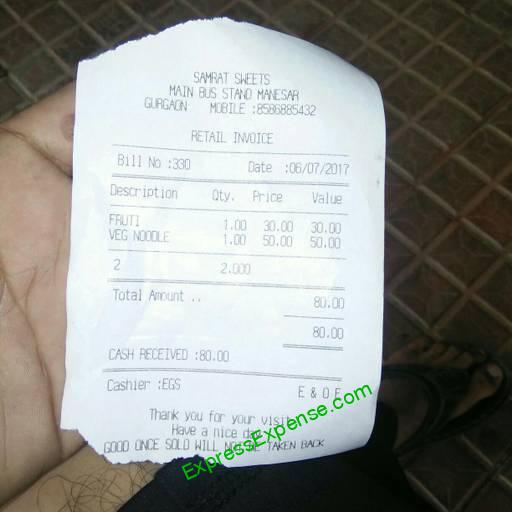 SAMRAT SWEETS
MAIN BUS STAND MANESAR
GURGAON MOBILE :8586885432
RETAIL INVOICE
Bill No :330 Date :06/07/2017
Description Qty. Price Value
FRUTI 1.00 30.00 30.00
VEG NOODLE 1.00 50.00 50.00
2 2.000
Total Amount .. 80.00
80.00
CASH RECEIVED :80.00
Cashier :EGS E & O E
Thank you for your visit
Have a nice day
GOOD ONCE SOLD WILL NOT BE TAKEN BACK
ExpressExpense.com